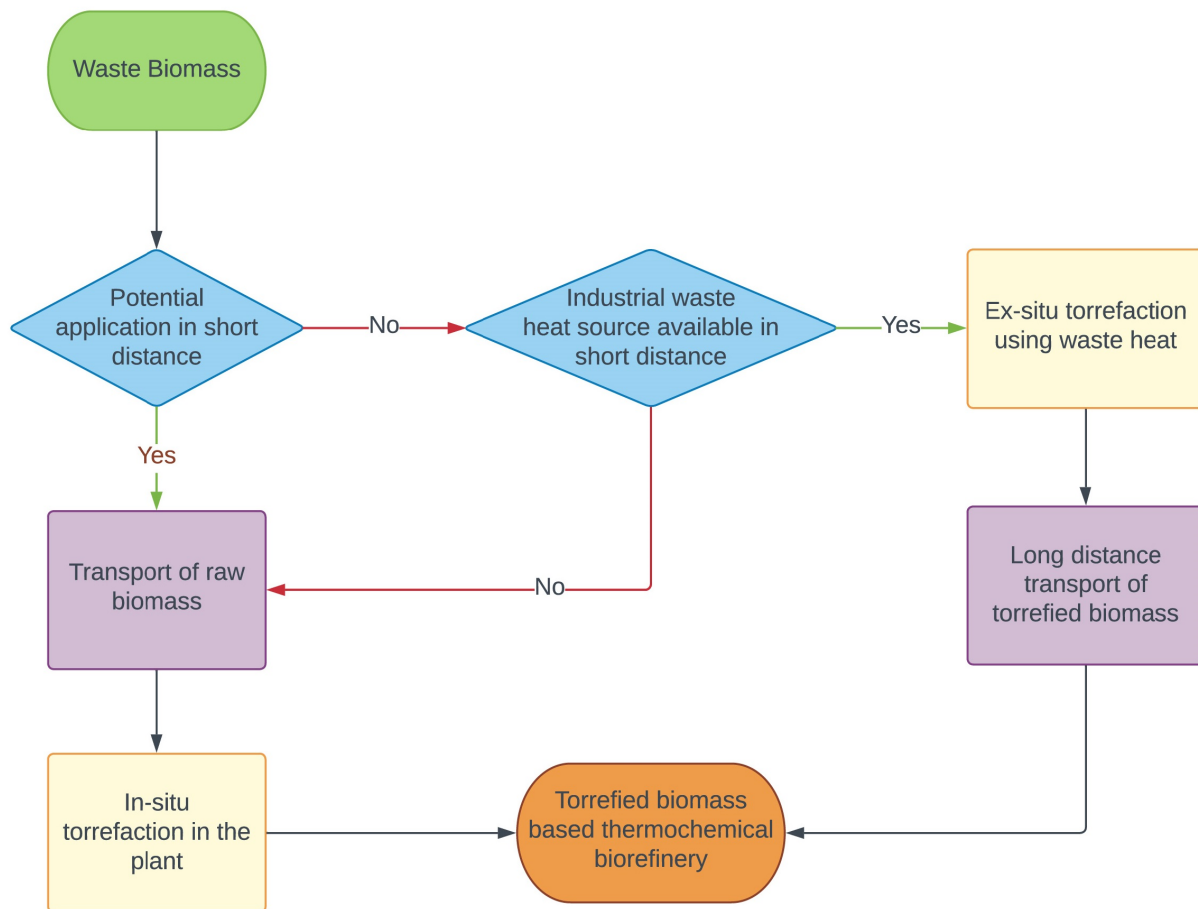 Waste Biomass
Potential
application in short
distance
No
Industrial waste
heat source available in
short distance
Yes
Ex-situ torrefaction
using waste heat
Yes
Transport of raw
biomass
No
Long distance
transport of
torrefied biomass
In-situ
torrefaction in the
plant
Torrefied biomass
based thermochemical
biorefinery